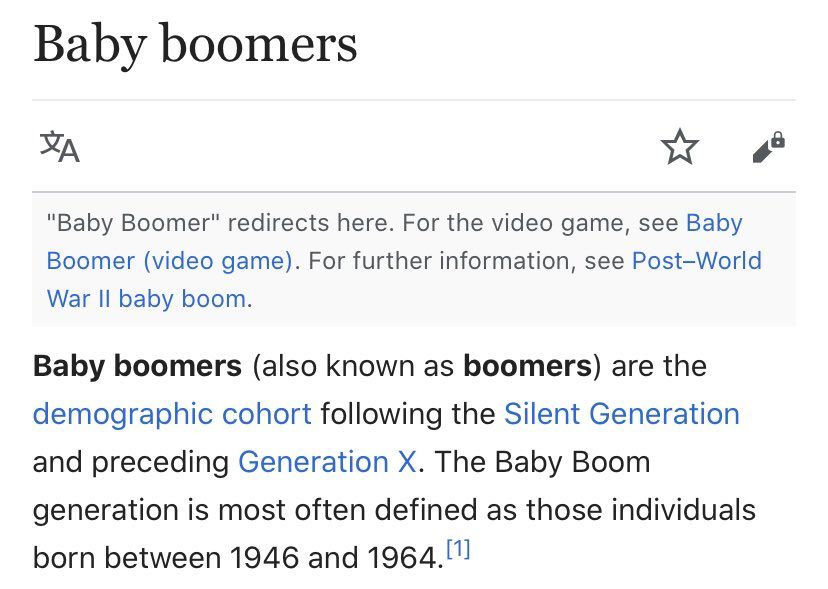 Baby boomers
"Baby Boomer" redirects here. For the video game, see Baby
Boomer (video game). For further information, see Post–World
War II baby boom.
Baby boomers (also known as boomers) are the
demographic cohort following the Silent Generation
and preceding Generation X. The Baby Boom
generation is most often defined as those individuals
born between 1946 and 1964.[1]